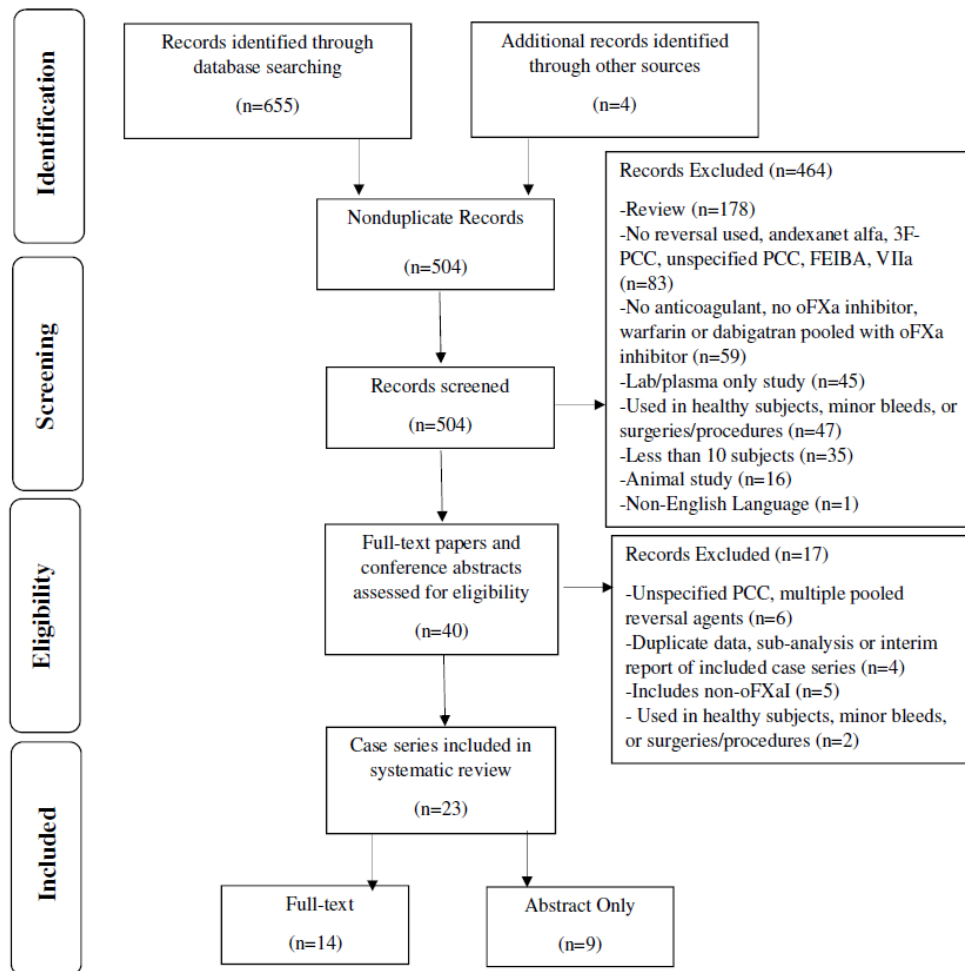 Identification
Records identified through
database searching
(n=655)
Additional records identified
through other sources
(n=4)
Nonduplicate Records
(n=504)
Screening
Records screened
(n=504)
Records Excluded (n=464)
-Review (n=178)
-No reversal used, andexanet alfa, 3F-
PCC, unspecified PCC, FEIBA, VIIa
(n=83)
-No anticoagulant, no oFXa inhibitor,
warfarin or dabigatran pooled with oFXa
inhibitor (n=59)
-Lab/plasma only study (n=45)
-Used in healthy subjects, minor bleeds, or
surgeries/procedures (n=47)
-Less than 10 subjects (n=35)
-Animal study (n=16)
-Non-English Language (n=1)
Eligibility
Full-text papers and
conference abstracts
assessed for eligibility
(n=40)
Records Excluded (n=17)
-Unspecified PCC, multiple pooled
reversal agents (n=6)
-Duplicate data, sub-analysis or interim
report of included case series (n=4)
-Includes non-oFXaI (n=5)
- Used in healthy subjects, minor bleeds,
or surgeries/procedures (n=2)
Included
Case series included in
systematic review
(n=23)
Full-text
(n=14)
Abstract Only
(n=9)